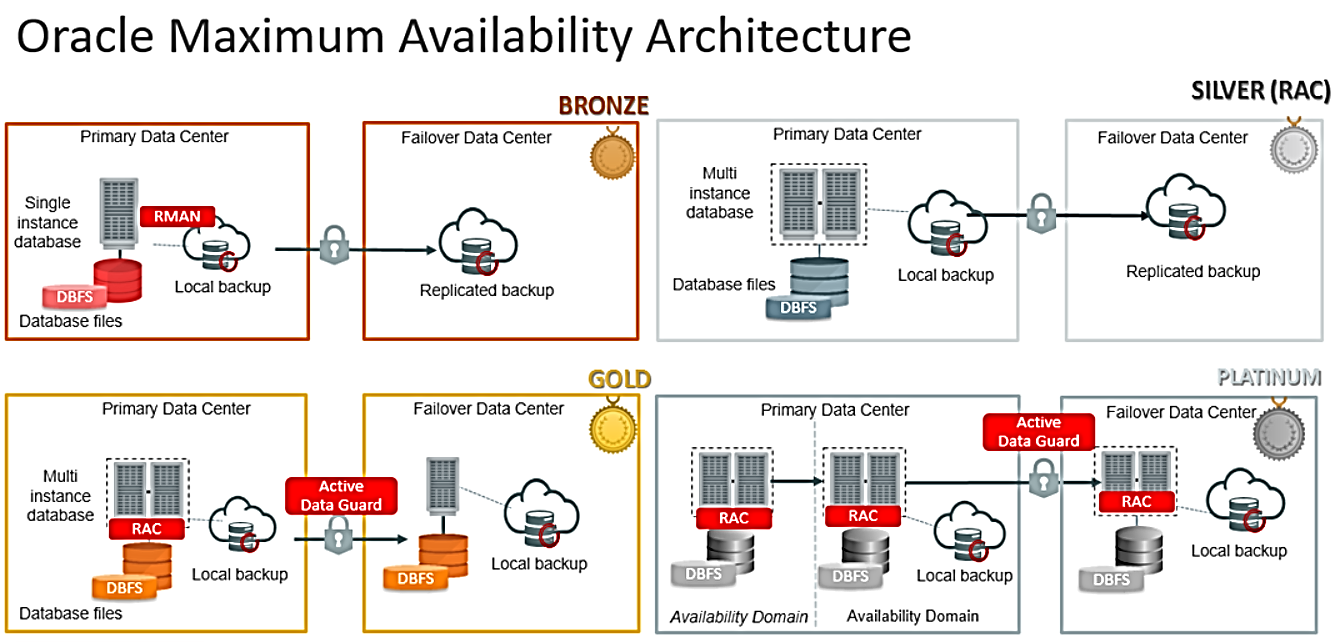 Oracle Maximum Availability Architecture
BRONZE
Primary Data Center
Single
instance
database
RMAN
Local backup
DBFS
Database files
Failover Data Center
Replicated backup
SILVER (RAC)
Primary Data Center
Multi
instance
database
Local backup
Database files
DBFS
Failover Data Center
Replicated backup
GOLD
Primary Data Center
Multi
instance
database
RAC
Local backup
DBFS
Database files
Active
Data Guard
Failover Data Center
DBFS
Local backup
PLATINUM
Primary Data Center
RAC
DBFS
Availability Domain
RAC
DBFS
Local backup
Availability Domain
Active
Data Guard
Failover Data Center
RAC
DBFS
Local backup